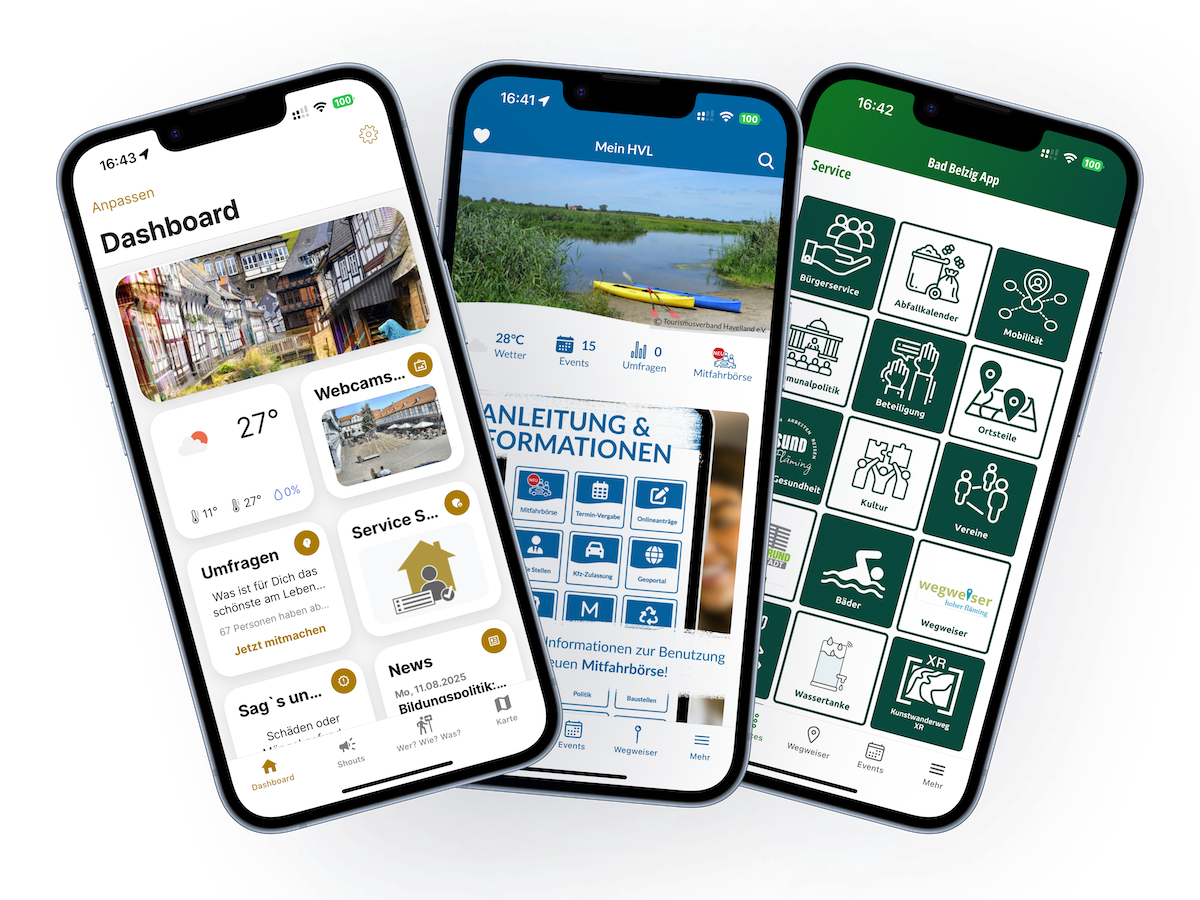 16:43
100
Anpassen
Dashboard
27°
11°
27°
0%
Webcams...
Umfragen
Was ist für Dich das
schönste am Leben...
67 Personen haben ab...
Jetzt mitmachen
Service S...
Sag`s un...
Schäden oder
News
Mo, 11.08.2025
Bildungspolitik:...
Dashboard
Shouts
Wer? Wie? Was?
Karte
16:41
100
Mein HVL
© Tourismusverband Havelland e.V.
28°C
Wetter
15
Events
0
Umfragen
NEU
Mitfahrbörse
ANLEITUNG &
FORMATIONEN
NEU
Mitfahrbörse
Termin-Vergabe
Onlineanträge
e Stellen
Kfz-Zulassung
Geoportal
M
Informationen zur Benutzung
euen Mitfahrbörse!
Politik
Baustellen
Events
Wegweiser
Mehr
16:42
100
Bad Belzig App
Service
Bürgerservice
Abfallkalender
Mobilität
munalpolitik
Beteiligung
Ortsteile
ARBEITEN REISEN
SUND
Fläming
Gesundheit
Kultur
Vereine
RUND
TADT
Bäder
wegweiser
hoher fläming
Wegweiser
Wassertanke
XR
Kunstwanderweg
XR
Wegweiser
Events
Mehr